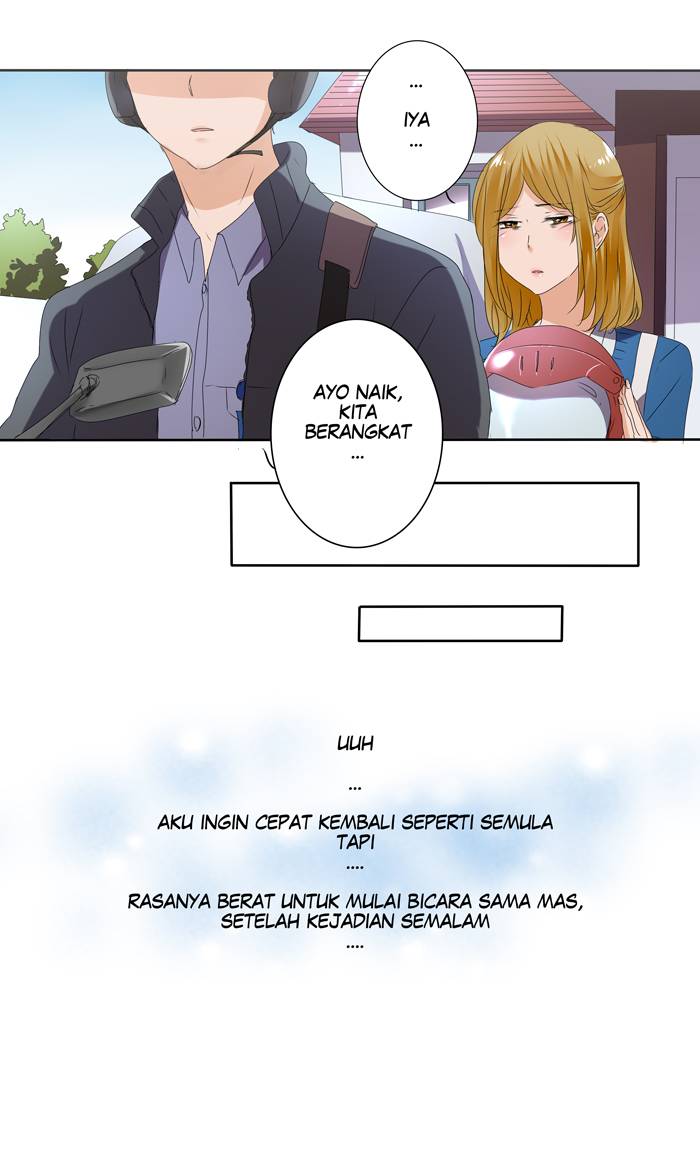 ...
IYA
...
AYO NAIK,
KITA
BERANGKAT
...
UUH
...
AKU INGIN CEPAT KEMBALI SEPERTI SEMULA
TAPI
....
RASANYA BERAT UNTUK MULAI BICARA SAMA MAS,
SETELAH KEJADIAN SEMALAM
....